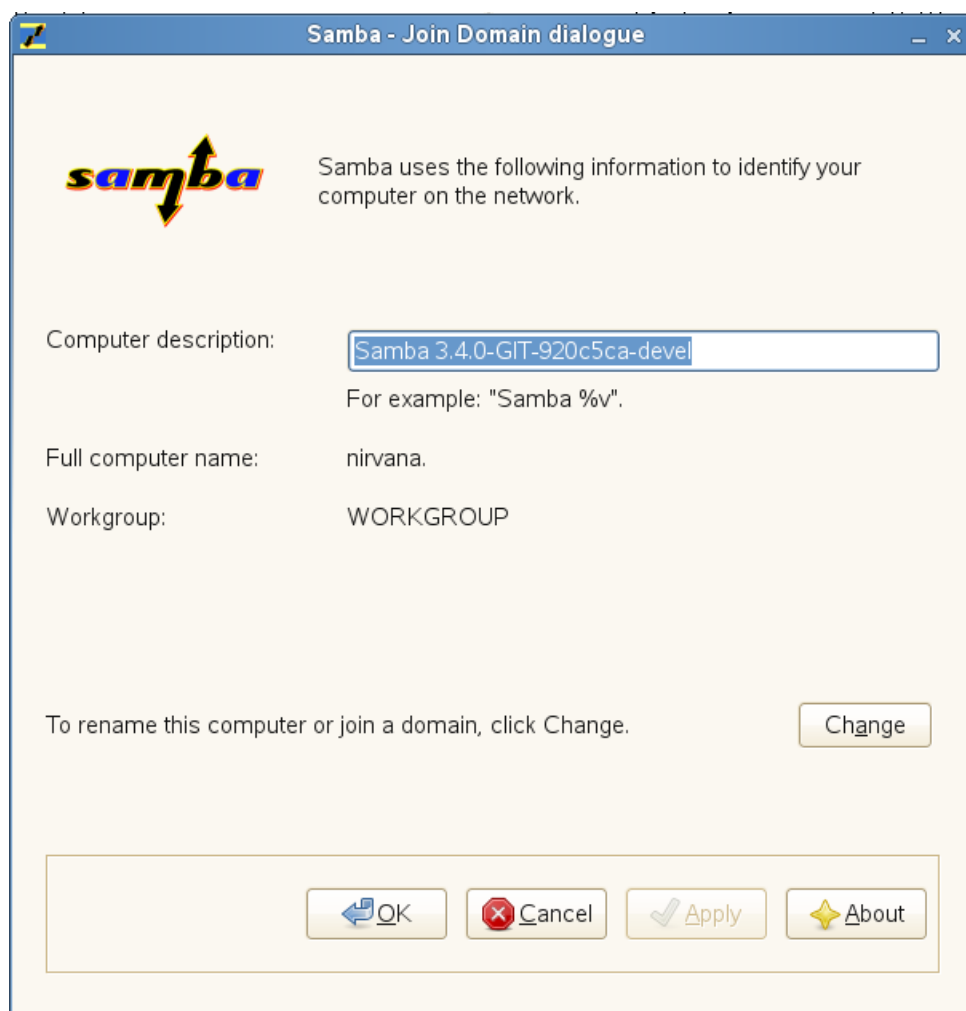 Samba - Join Domain dialogue
samba
Samba uses the following information to identify your
computer on the network.
Computer description:
Samba 3.4.0-GIT-920c5ca-devel
For example: "Samba %v".
Full computer name:
nirvana.
Workgroup:
WORKGROUP
To rename this computer or join a domain, click Change.
Change
OK
Cancel
Apply
About